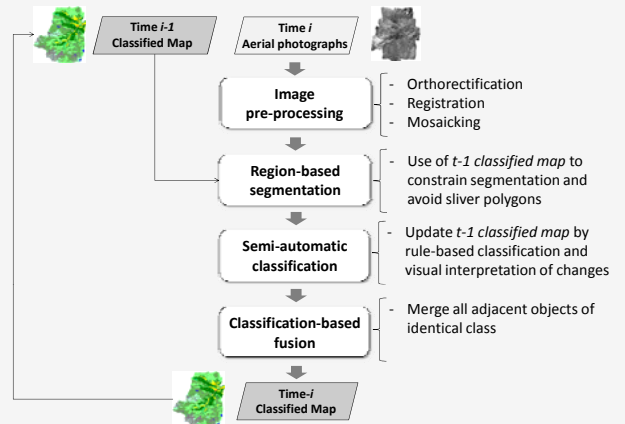 Time i-1
Classified Map
Time i
Aerial photographs
Image
pre-processing
- Orthorectification
- Registration
- Mosaicking
Region-based
segmentation
- Use of t-1 classified map to
constrain segmentation and
avoid sliver polygons
Semi-automatic
classification
- Update t-1 classified map by
rule-based classification and
visual interpretation of changes
Classification-based
fusion
- Merge all adjacent objects of
identical class
Time-i
Classified Map